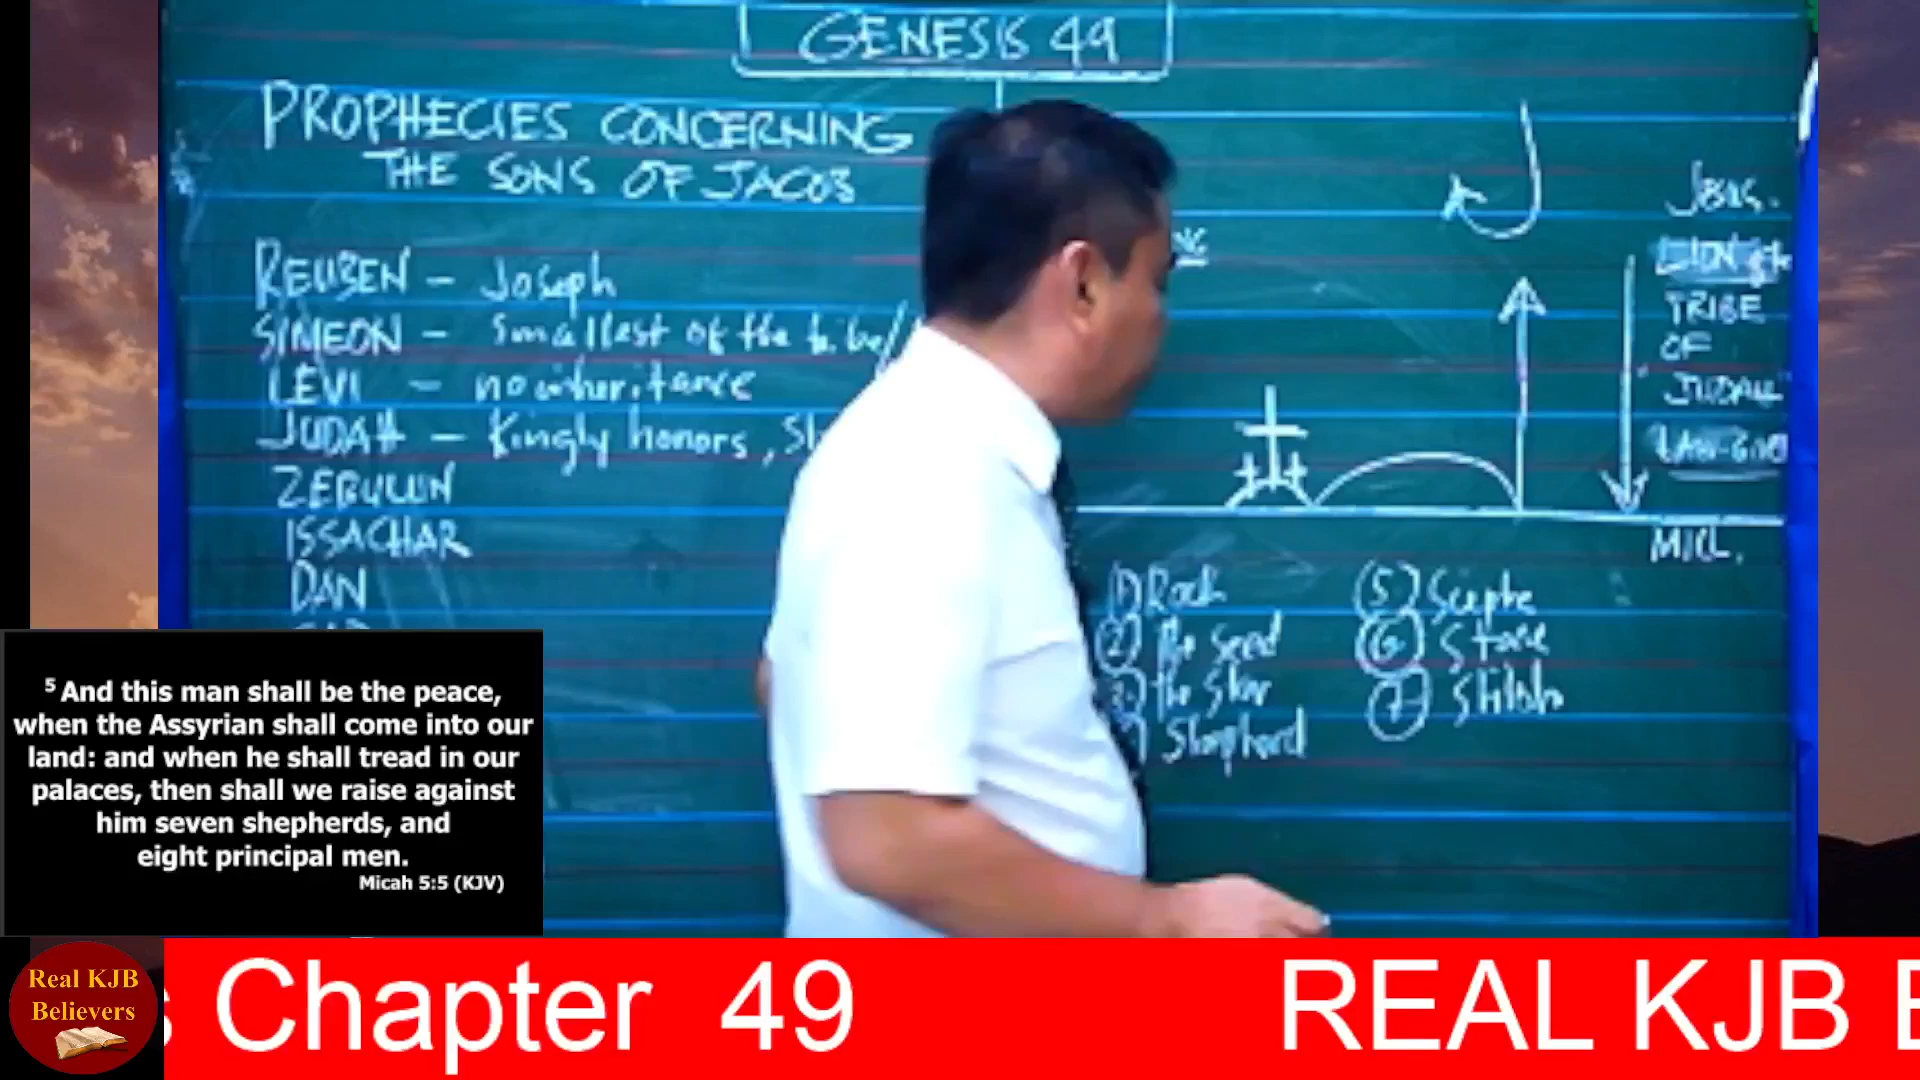 GENESIS 49
PROPHECIES CONCERNING
THE SONS OF JACOB
REUBEN – Joseph
SIMEON – Smallest of the tribe/
LEVI – no inheritance
JUDAH – Kingly honors, Sh
ZEBULUN
ISSACHAR
DAN
Jesus.
LION of the
TRIBE
OF
JUDAH"
MILL.
1) Rock
(2) the Seed
the Star
Shepherd
(5) Scepte
(6) Stone
(7) Shiloh
5 And this man shall be the peace,
when the Assyrian shall come into our
land: and when he shall tread in our
palaces, then shall we raise against
him seven shepherds, and
eight principal men.
Micah 5:5 (KJV)
Real KJB
Believers
s Chapter 49 REAL KJB